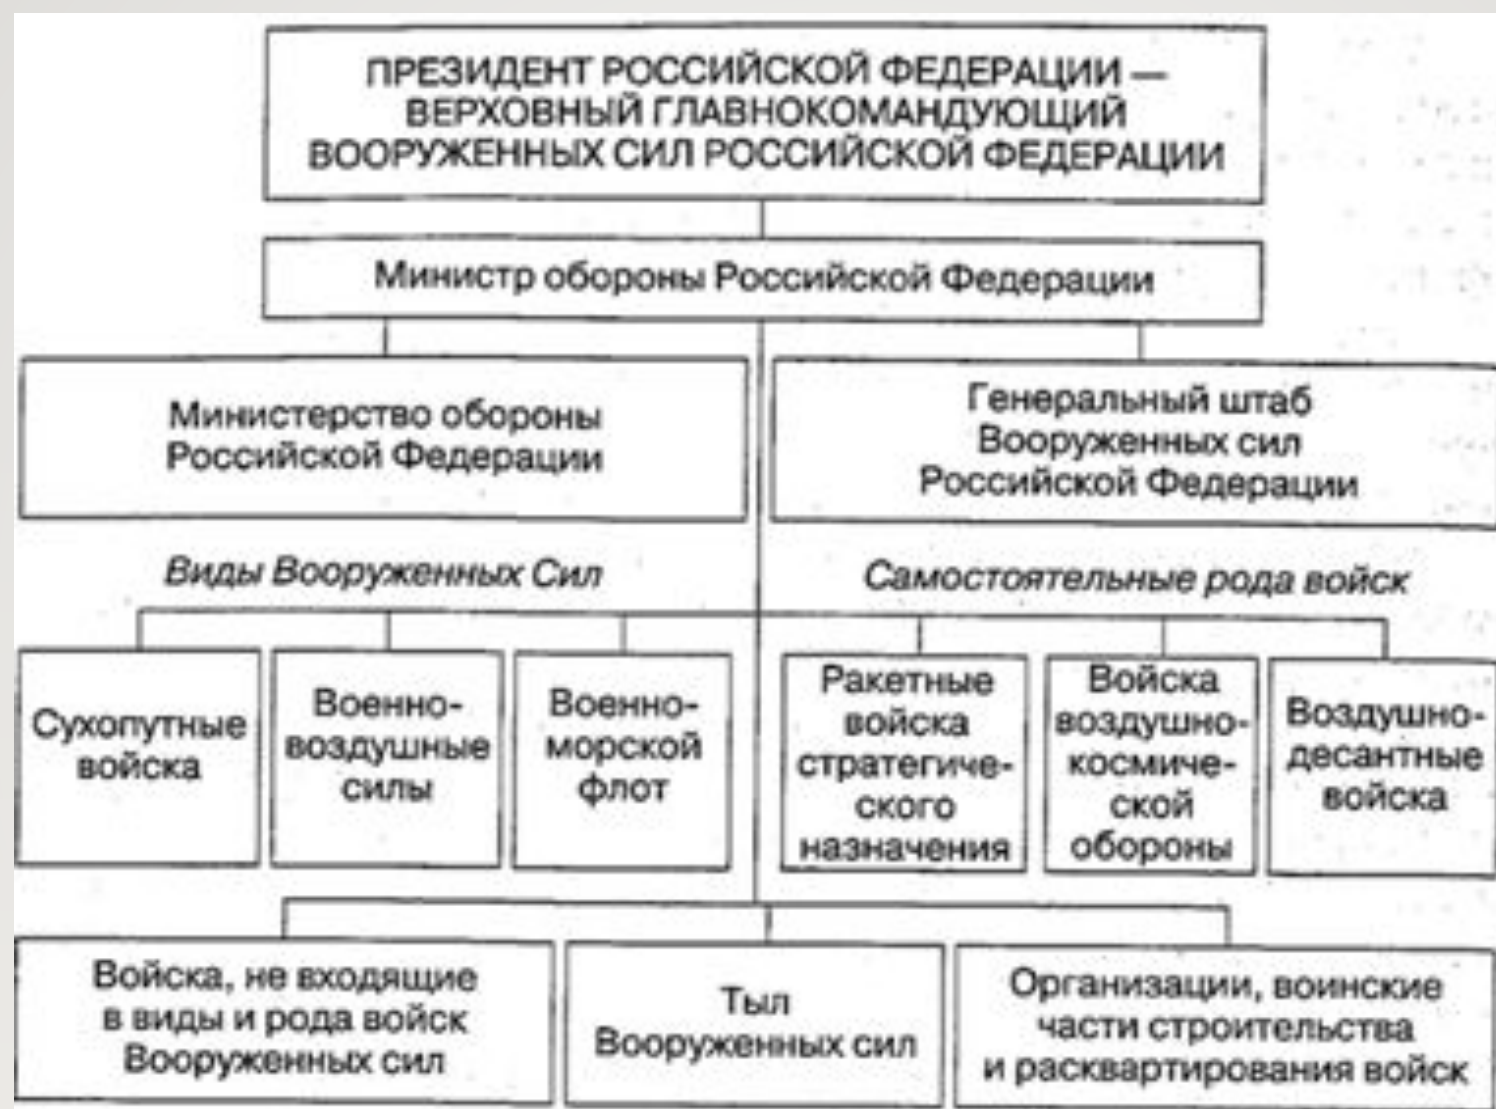 ПРЕЗИДЕНТ РОССИЙСКОЙ ФЕДЕРАЦИИ —
ВЕРХОВНЫЙ ГЛАВНОКОМАНДУЮЩИЙ
ВООРУЖЕННЫХ СИЛ РОССИЙСКОЙ ФЕДЕРАЦИИ
Министр обороны Российской Федерации
Министерство обороны
Российской Федерации
Генеральный штаб
Вооруженных сил
Российской Федерации
Виды Вооруженных Сил
Самостоятельные рода войск
Сухопутные
войска
Военно-
воздушные
силы
Военно-
морской
флот
Ракетные
войска
стратегиче-
ского
назначения
Войска
воздушно-
космиче-
ской
обороны
Воздушно-
десантные
войска
Войска, не входящие
в виды и рода войск
Вооруженных сил
Тыл
Вооруженных сил
Организации, воинские
части строительства
и расквартирования войск